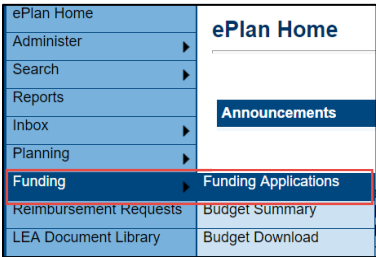 ePlan Home
Administer
Search
Reports
Inbox
Planning
Funding
Reimbursement Requests
LEA Document Library
ePlan Home
Announcements
Funding Applications
Budget Summary
Budget Download